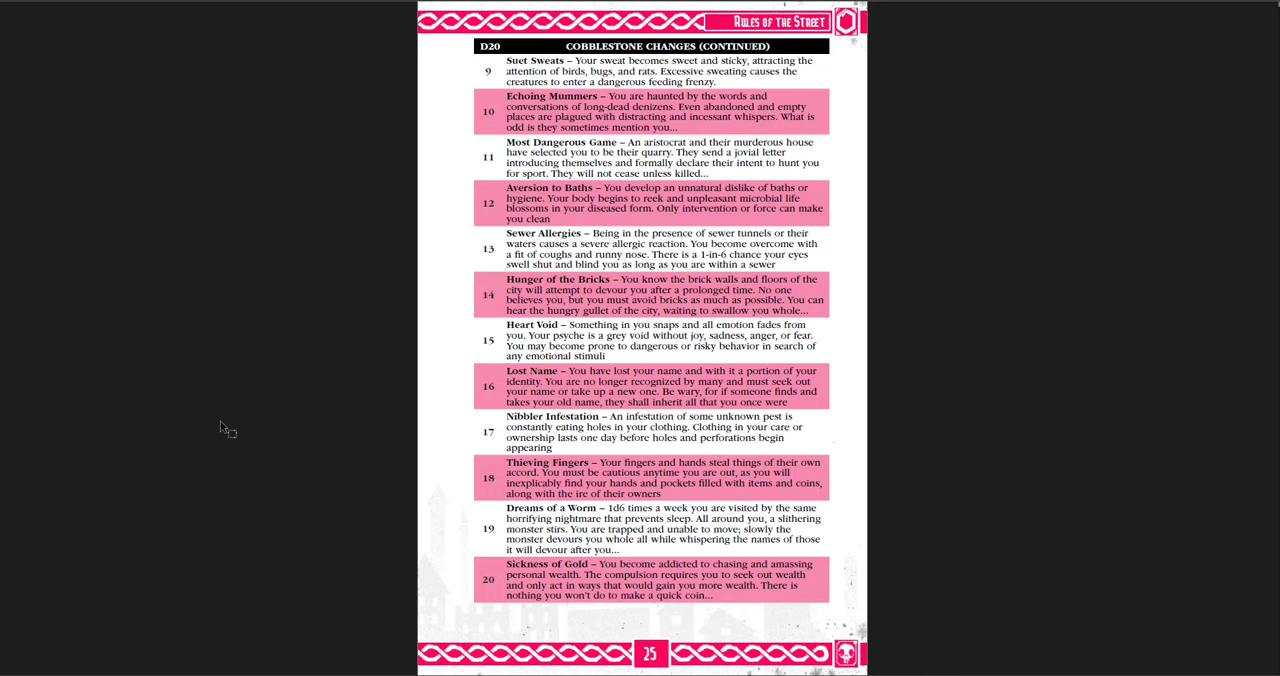 Rules of the Street
D20 COBBLESTONE CHANGES (CONTINUED)
9
Suet Sweats – Your sweat becomes sweet and sticky, attracting the
attention of birds, bugs, and rats. Excessive sweating causes the
creatures to enter a dangerous feeding frenzy.
10
Echoing Mummers – You are haunted by the words and
conversations of long-dead denizens. Even abandoned and empty
places are plagued with distracting and incessant whispers. What is
odd is they sometimes mention you...
11
Most Dangerous Game – An aristocrat and their murderous house
have selected you to be their quarry. They send a jovial letter
introducing themselves and formally declare their intent to hunt you
for sport. They will not cease unless killed...
12
Aversion to Baths – You develop an unnatural dislike of baths or
hygiene. Your body begins to reek and unpleasant microbial life
blossoms in your diseased form. Only intervention or force can make
you clean
13
Sewer Allergies – Being in the presence of sewer tunnels or their
waters causes a severe allergic reaction. You become overcome with
a fit of coughs and runny nose. There is a 1-in-6 chance your eyes
swell shut and blind you as long as you are within a sewer
14
Hunger of the Bricks – You know the brick walls and floors of the
city will attempt to devour you after a prolonged time. No one
believes you, but you must avoid bricks as much as possible. You can
hear the hungry gullet of the city, waiting to swallow you whole...
15
Heart Void – Something in you snaps and all emotion fades from
you. Your psyche is a grey void without joy, sadness, anger, or fear.
You may become prone to dangerous or risky behavior in search of
any emotional stimuli
16
Lost Name – You have lost your name and with it a portion of your
identity. You are no longer recognized by many and must seek out
your name or take up a new one. Be wary, for if someone finds and
takes your old name, they shall inherit all that you once were
17
Nibbler Infestation – An infestation of some unknown pest is
constantly eating holes in your clothing. Clothing in your care or
ownership lasts one day before holes and perforations begin
appearing
18
Thieving Fingers – Your fingers and hands steal things of their own
accord. You must be cautious anytime you are out, as you will
inexplicably find your hands and pockets filled with items and coins,
along with the ire of their owners
19
Dreams of a Worm – 1d6 times a week you are visited by the same
horrifying nightmare that prevents sleep. All around you, a slithering
monster stirs. You are trapped and unable to move; slowly the
monster devours you whole all while whispering the names of those
it will devour after you...
20
Sickness of Gold – You become addicted to chasing and amassing
personal wealth. The compulsion requires you to seek out wealth
and only act in ways that would gain you more wealth. There is
nothing you won't do to make a quick coin...
25